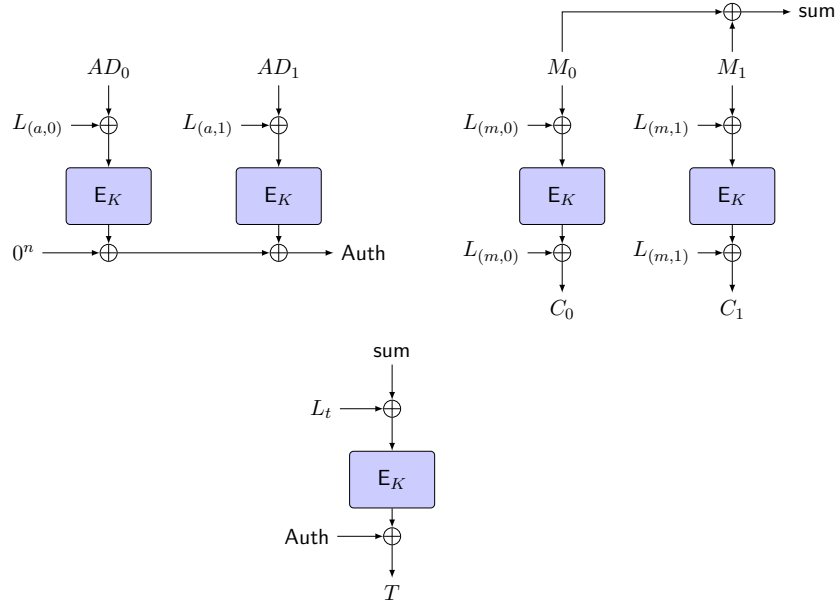 sum
AD_0 AD_1 M_0 M_1
L_{(a,0)} L_{(a,1)} L_{(m,0)} L_{(m,1)}
E_K E_K E_K E_K
0^n Auth L_{(m,0)} L_{(m,1)}
C_0 C_1
sum
L_t
E_K
Auth
T